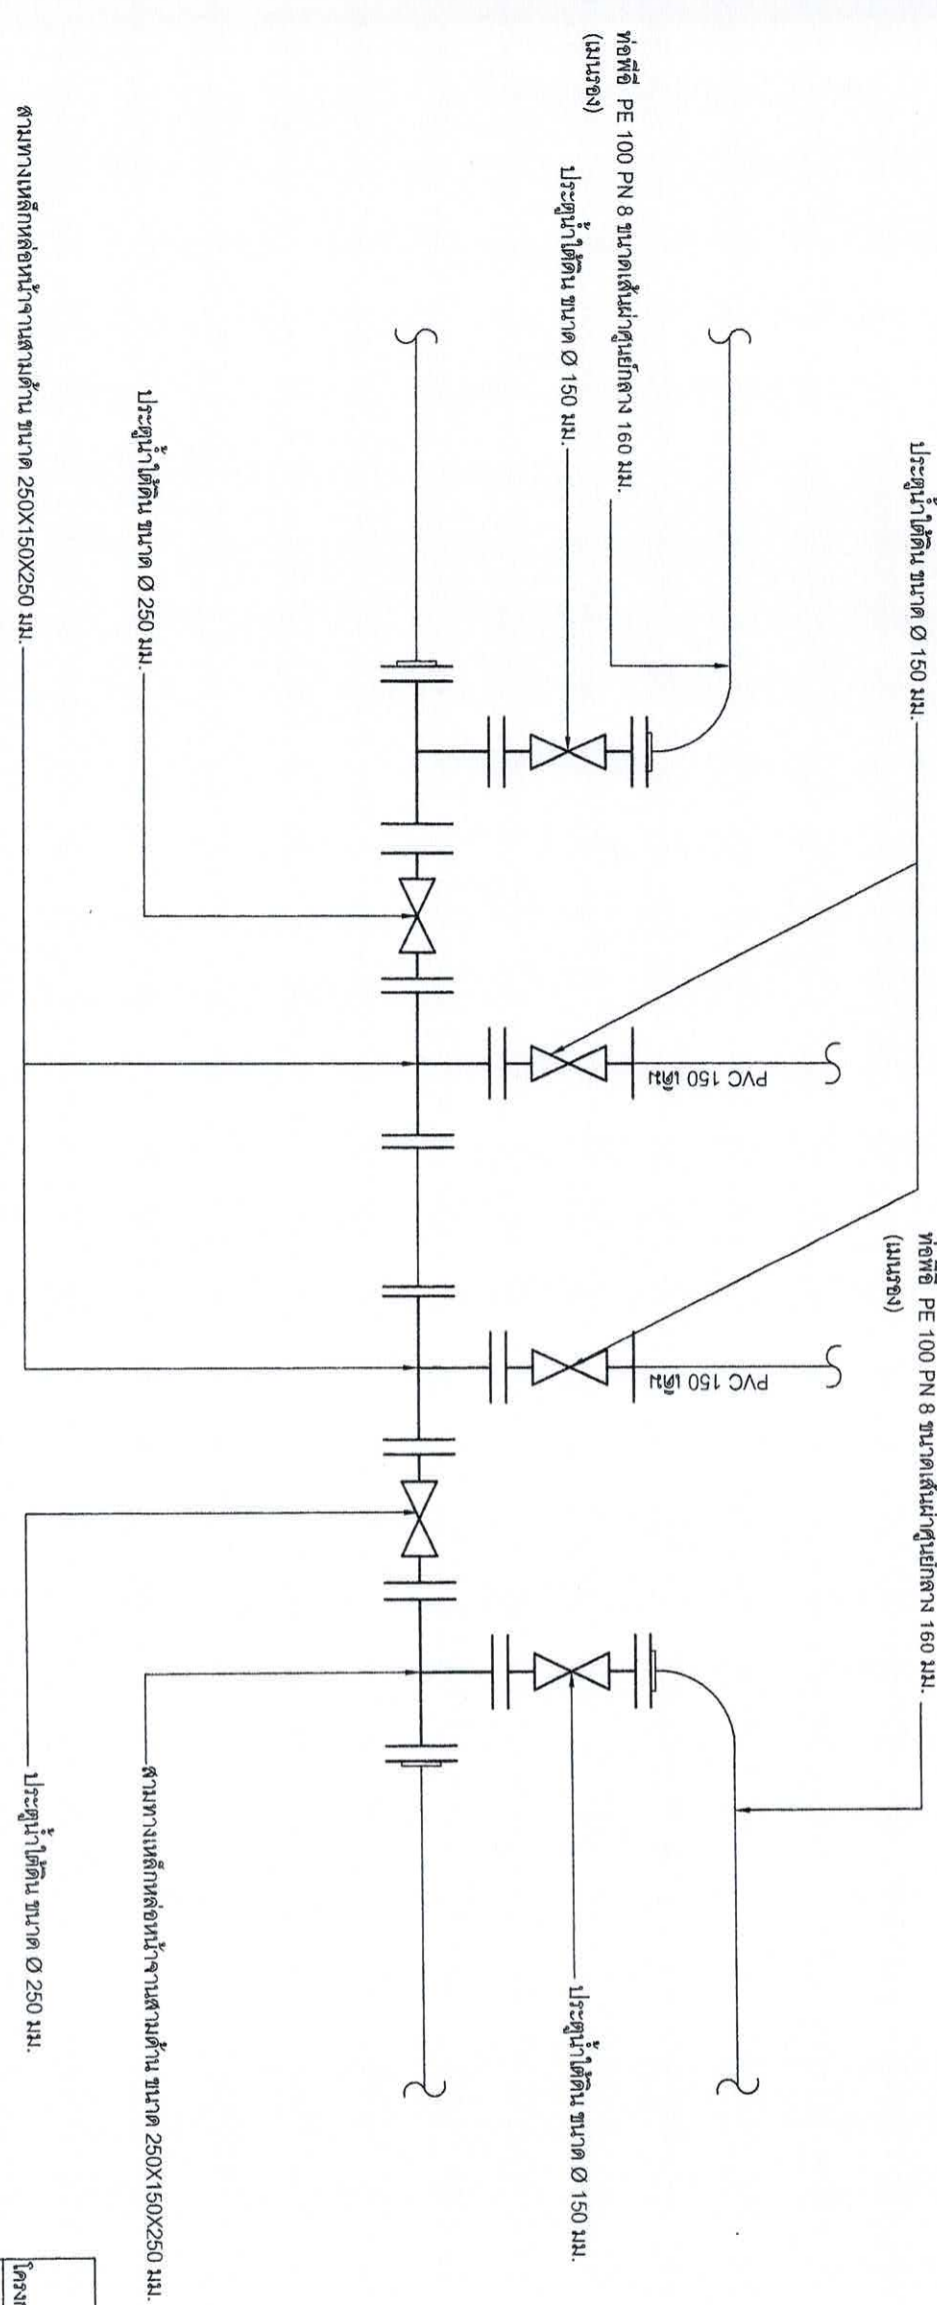 ท่อพีอี PE 100 PN 8 ขนาดเส้นผ่าศูนย์กลาง 160 มม.
(เมนรอง)
ประตูน้ำใต้ดิน ขนาด Ø 150 มม.
ประตูน้ำใต้ดิน ขนาด Ø 150 มม.
ท่อพีอี PE 100 PN 8 ขนาดเส้นผ่าศูนย์กลาง 160 มม.
(เมนรอง)
PVC 150 เดิม
PVC 150 เดิม
ประตูน้ำใต้ดิน ขนาด Ø 150 มม.
ประตูน้ำใต้ดิน ขนาด Ø 250 มม.
สามทางเหล็กหล่อหน้าจานสามด้าน ขนาด 250X150X250 มม.
สามทางเหล็กหล่อหน้าจานสามด้าน ขนาด 250X150X250 มม.
ประตูน้ำใต้ดิน ขนาด Ø 250 มม.